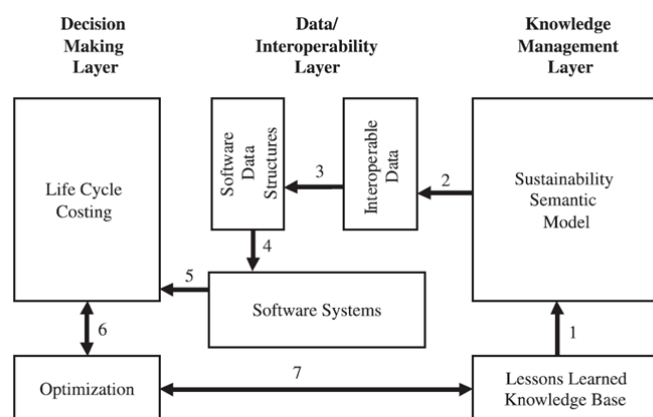 Decision
Making
Layer
Data/
Interoperability
Layer
Knowledge
Management
Layer
Life Cycle
Costing
Software
Data
Structures
3
Interoperable
Data
2
Sustainability
Semantic
Model
4
5
Software Systems
6
1
Optimization
7
Lessons Learned
Knowledge Base